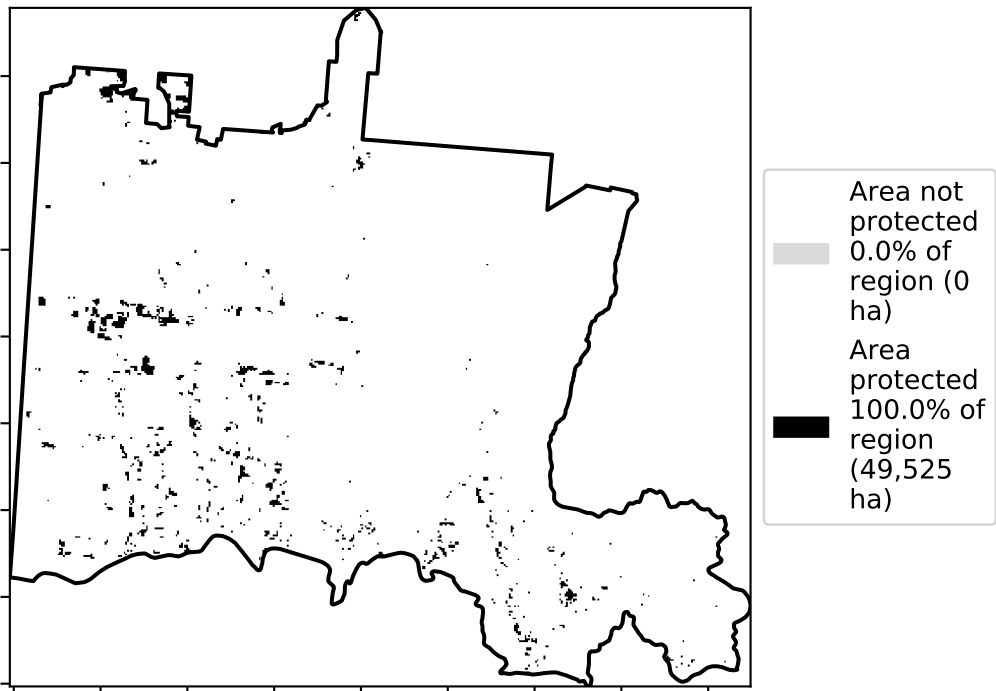 Area not
protected
0.0% of
region (0
ha)
Area
protected
100.0% of
region
(49,525
ha)